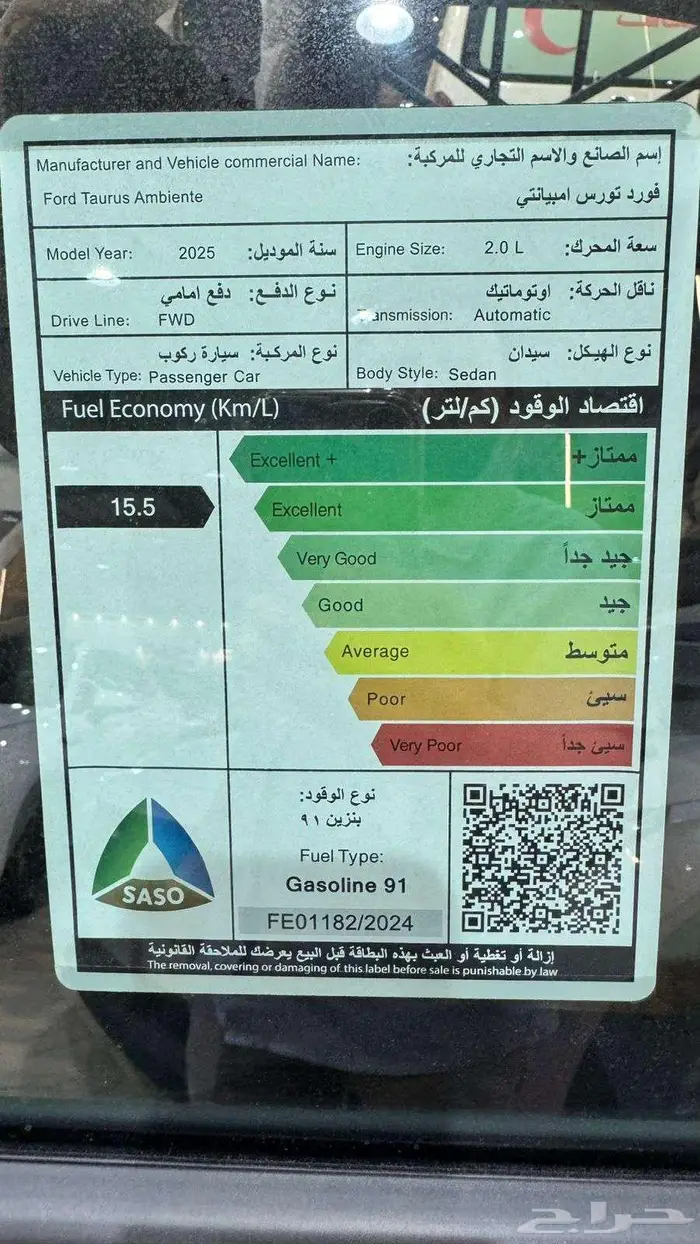 Manufacturer and Vehicle commercial Name: إسم الصانع والاسم التجاري للمركبة:
Ford Taurus Ambiente فورد تورس امبيانتي
Model Year: 2025 سنة الموديل: Engine Size: 2.0 L سعة المحرك:
نوع الدفع: دفع امامي ناقل الحركة: اوتوماتيك
Drive Line: FWD ansmission: Automatic
نوع المركبة: سيارة ركوب نوع الهيكل: سيدان
Vehicle Type: Passenger Car Body Style: Sedan
Fuel Economy (Km/L) اقتصاد الوقود (كم/لتر)
Excellent + ممتاز+
15.5 Excellent ممتاز
Very Good جيد جداً
Good جيد
Average متوسط
Poor سيئ
Very Poor سيئ جداً
نوع الوقود:
بنزين ٩١
Fuel Type:
Gasoline 91
SASO
FE01182/2024
إزالة أو تغطية أو العبث بهذه البطاقة قبل البيع يعرضك للملاحقة القانونية
The removal, covering or damaging of this label before sale is punishable by law
حراج